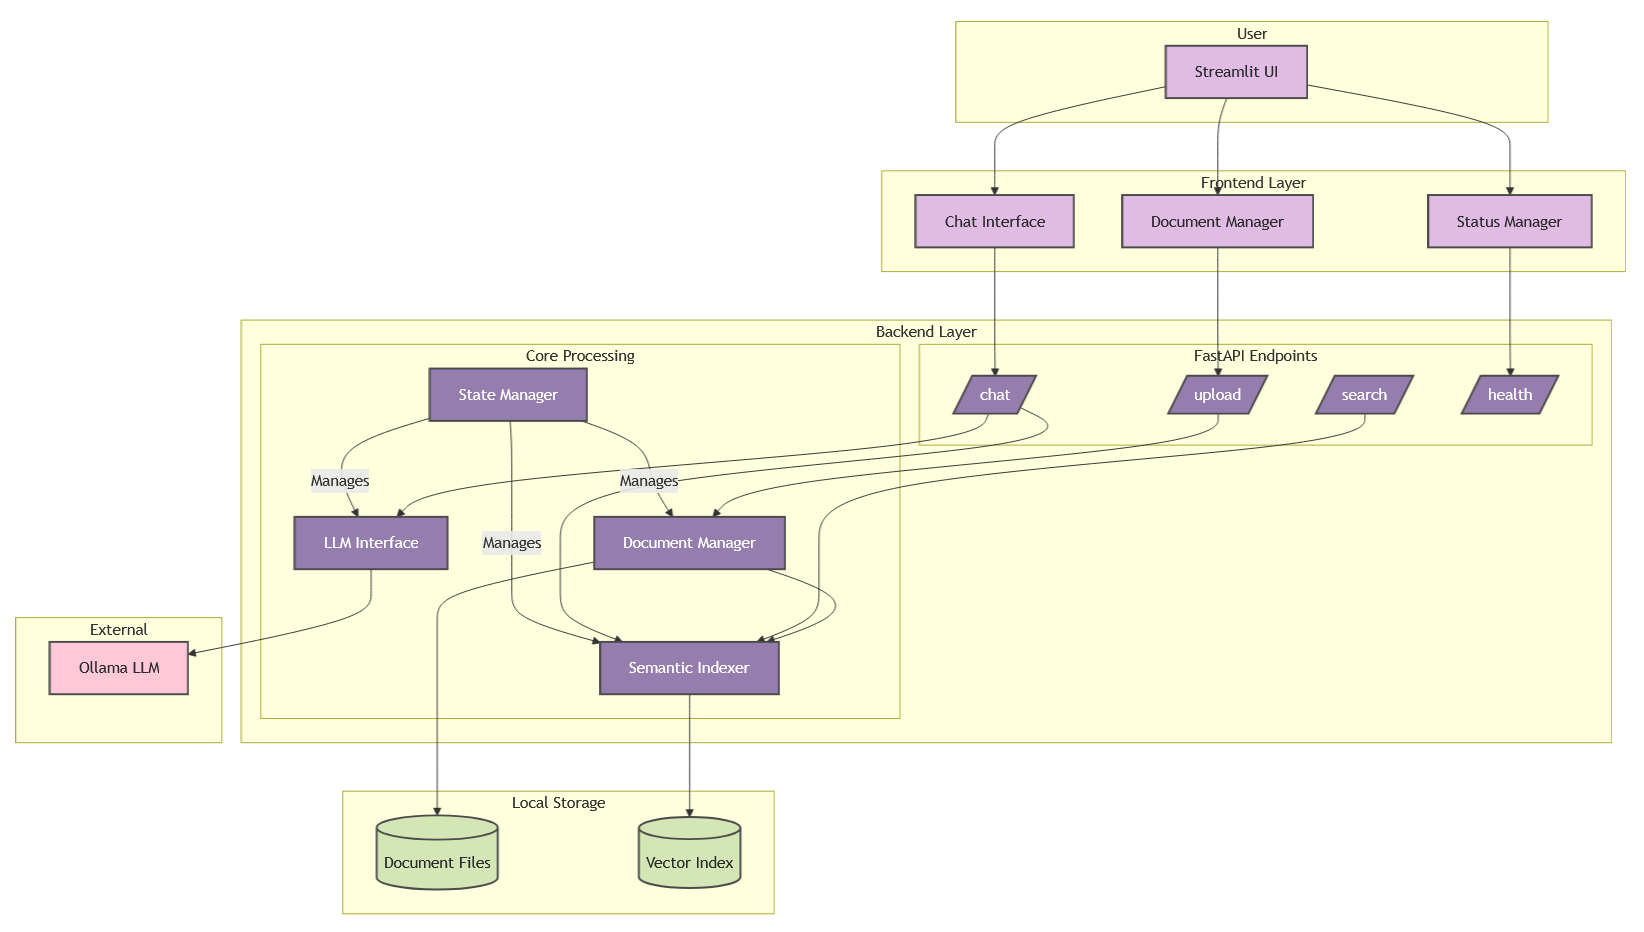 User
Streamlit UI
Frontend Layer
Chat Interface
Document Manager
Status Manager
Backend Layer
Core Processing
FastAPI Endpoints
State Manager
chat
upload
search
health
Manages
Manages
Manages
LLM Interface
Document Manager
External
Ollama LLM
Semantic Indexer
Local Storage
Document Files
Vector Index